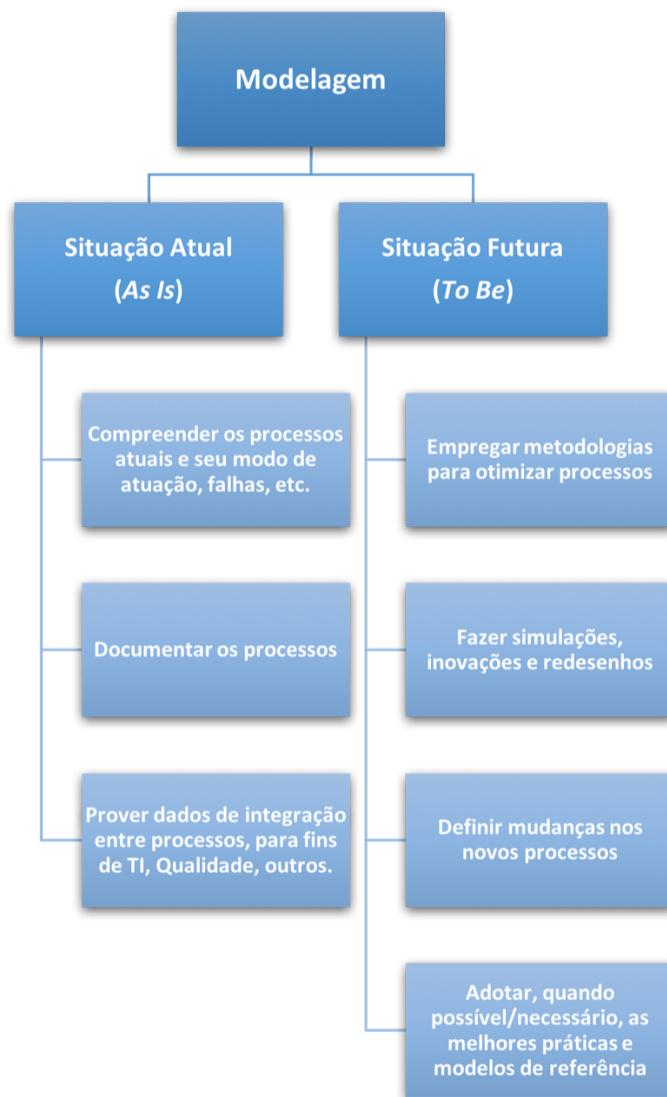 Modelagem
Situação Atual
(As Is)
Compreender os processos
atuais e seu modo de
atuação, falhas, etc.
Documentar os processos
Prover dados de integração
entre processos, para fins
de TI, Qualidade, outros.
Situação Futura
(To Be)
Empregar metodologias
para otimizar processos
Fazer simulações,
inovações e redesenhos
Definir mudanças nos
novos processos
Adotar, quando
possível/necessário, as
melhores práticas e
modelos de referência